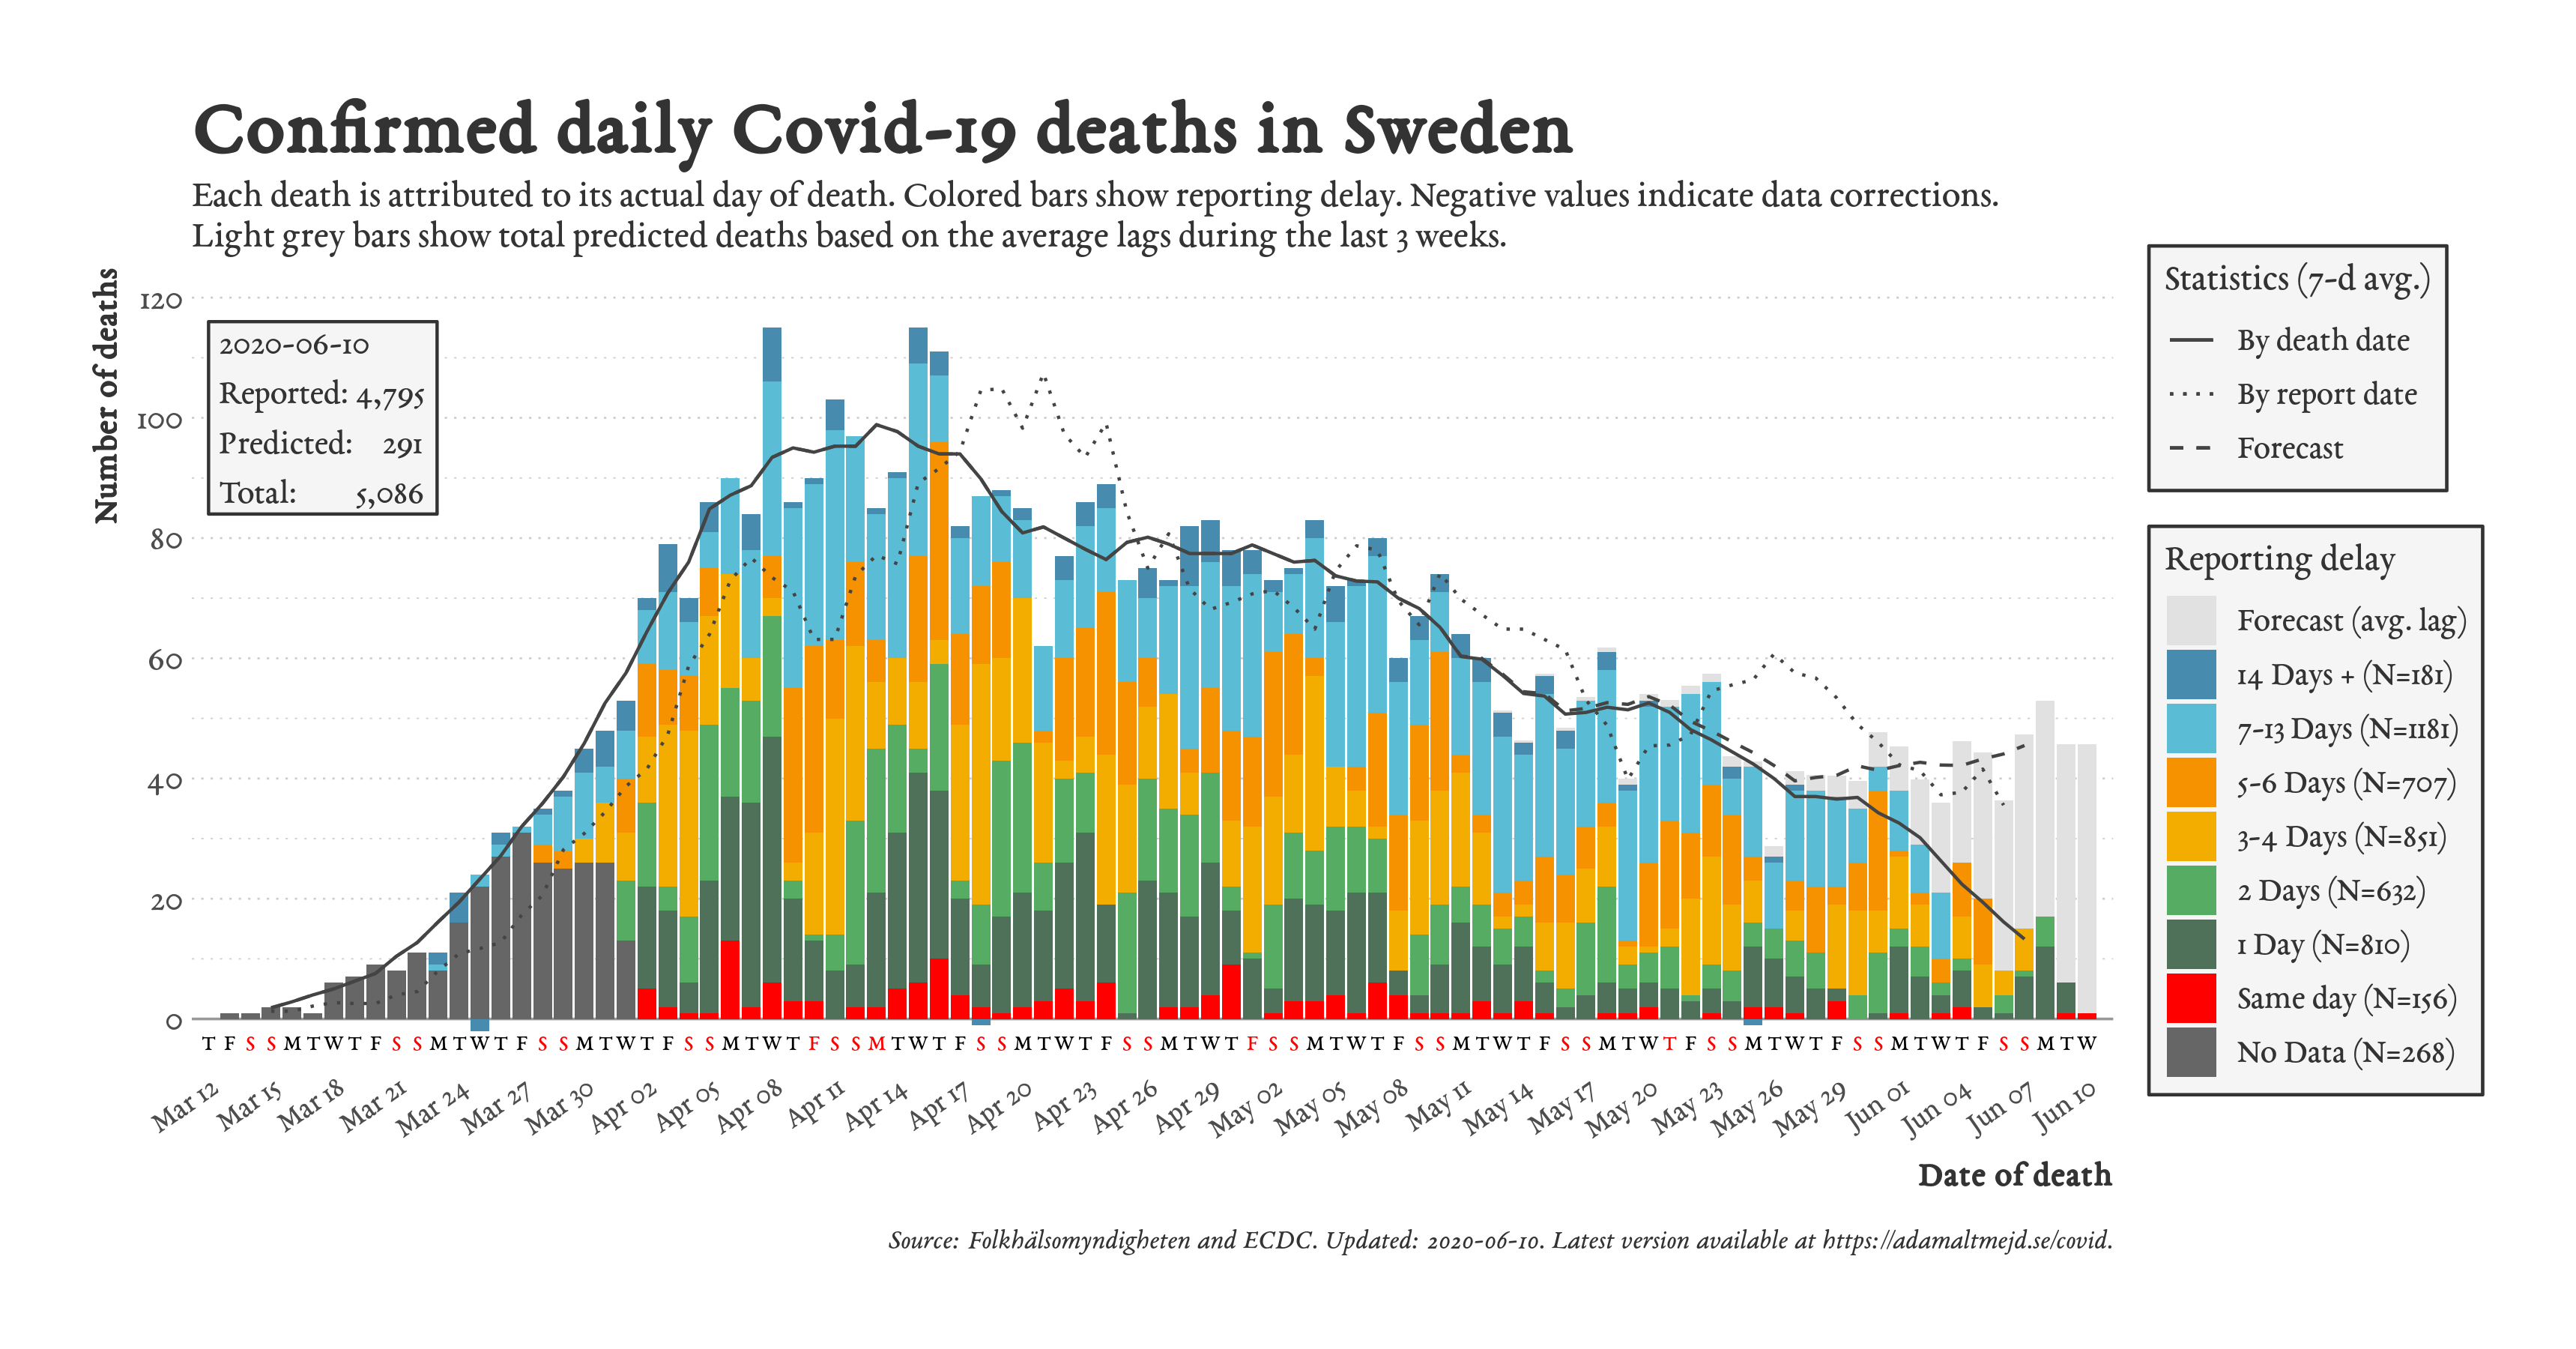 Confirmed daily Covid-19 deaths in Sweden
Each death is attributed to its actual day of death. Colored bars show reporting delay. Negative values indicate data corrections.
Light grey bars show total predicted deaths based on the average lags during the last 3 weeks.
Number of deaths
120
100
80
60
40
20
0
2020-06-10
Reported: 4,795
Predicted: 291
Total: 5,086
Statistics (7-d avg.)
By death date
By report date
Forecast
Reporting delay
Forecast (avg. lag)
14 Days + (N=181)
7-13 Days (N=1181)
5-6 Days (N=707)
3-4 Days (N=851)
2 Days (N=632)
1 Day (N=810)
Same day (N=156)
No Data (N=268)
T F S S M T W T F S S M T W T F S S M T W T F S S M T W T F S S M T W T F S S M T W T F S S M T W T F S S M T W T F S S M T W T F S S M T W T F S S M T W T F S S M T W T F S S M T W
Mar 12 Mar 15 Mar 18 Mar 21 Mar 24 Mar 27 Mar 30 Apr 02 Apr 05 Apr 08 Apr 11 Apr 14 Apr 17 Apr 20 Apr 23 Apr 26 Apr 29 May 02 May 05 May 08 May 11 May 14 May 17 May 20 May 23 May 26 May 29 Jun 01 Jun 04 Jun 07 Jun 10
Date of death
Source: Folkhälsomyndigheten and ECDC. Updated: 2020-06-10. Latest version available at https://adamaltmejd.se/covid.